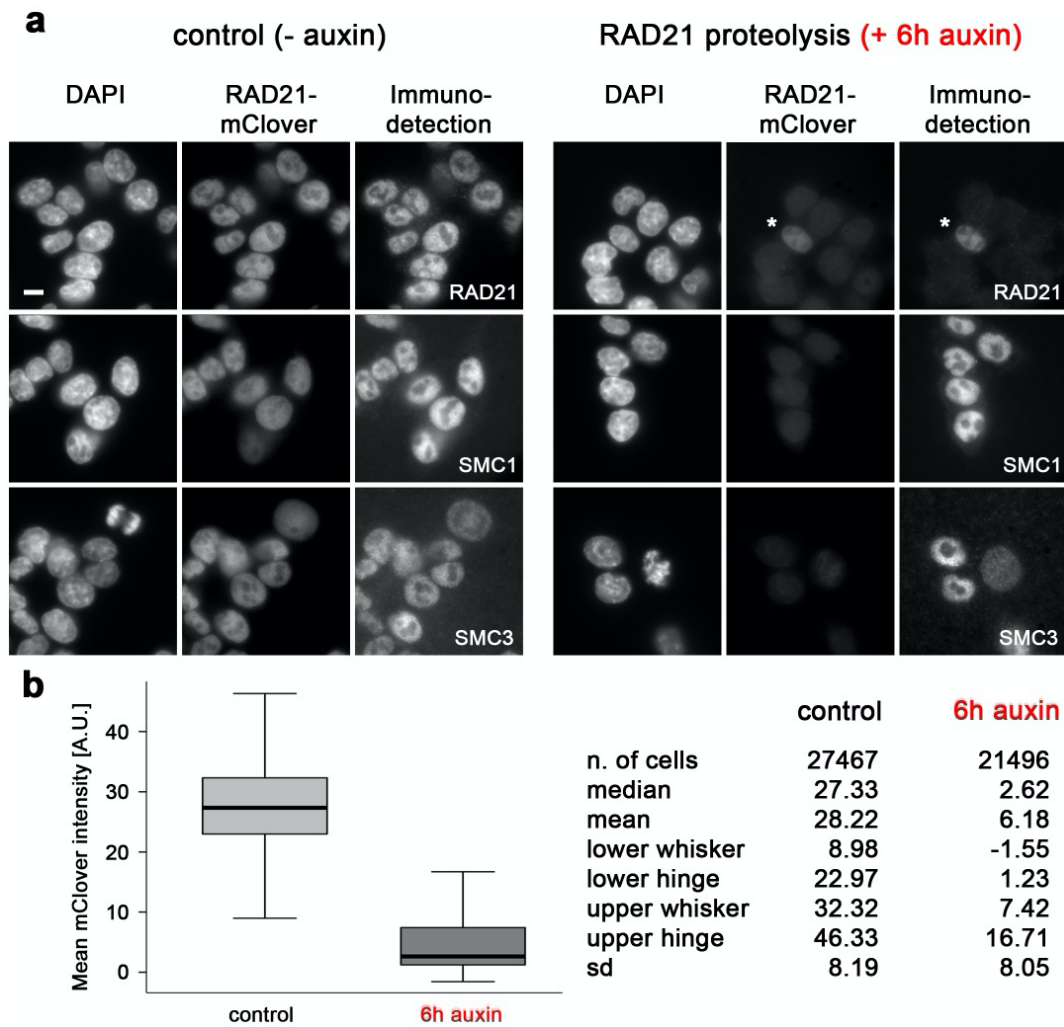 a
control (- auxin)
RAD21 proteolysis (+ 6h auxin)
DAPI
RAD21-
mClover
Immuno-
detection
DAPI
RAD21-
mClover
Immuno-
detection
RAD21
*
*
RAD21
SMC1
SMC1
SMC3
SMC3
b
Mean mClover intensity [A.U.]
40
30
20
10
0
control
6h auxin
control 6h auxin
n. of cells 27467 21496
median 27.33 2.62
mean 28.22 6.18
lower whisker 8.98 -1.55
lower hinge 22.97 1.23
upper whisker 32.32 7.42
upper hinge 46.33 16.71
sd 8.19 8.05